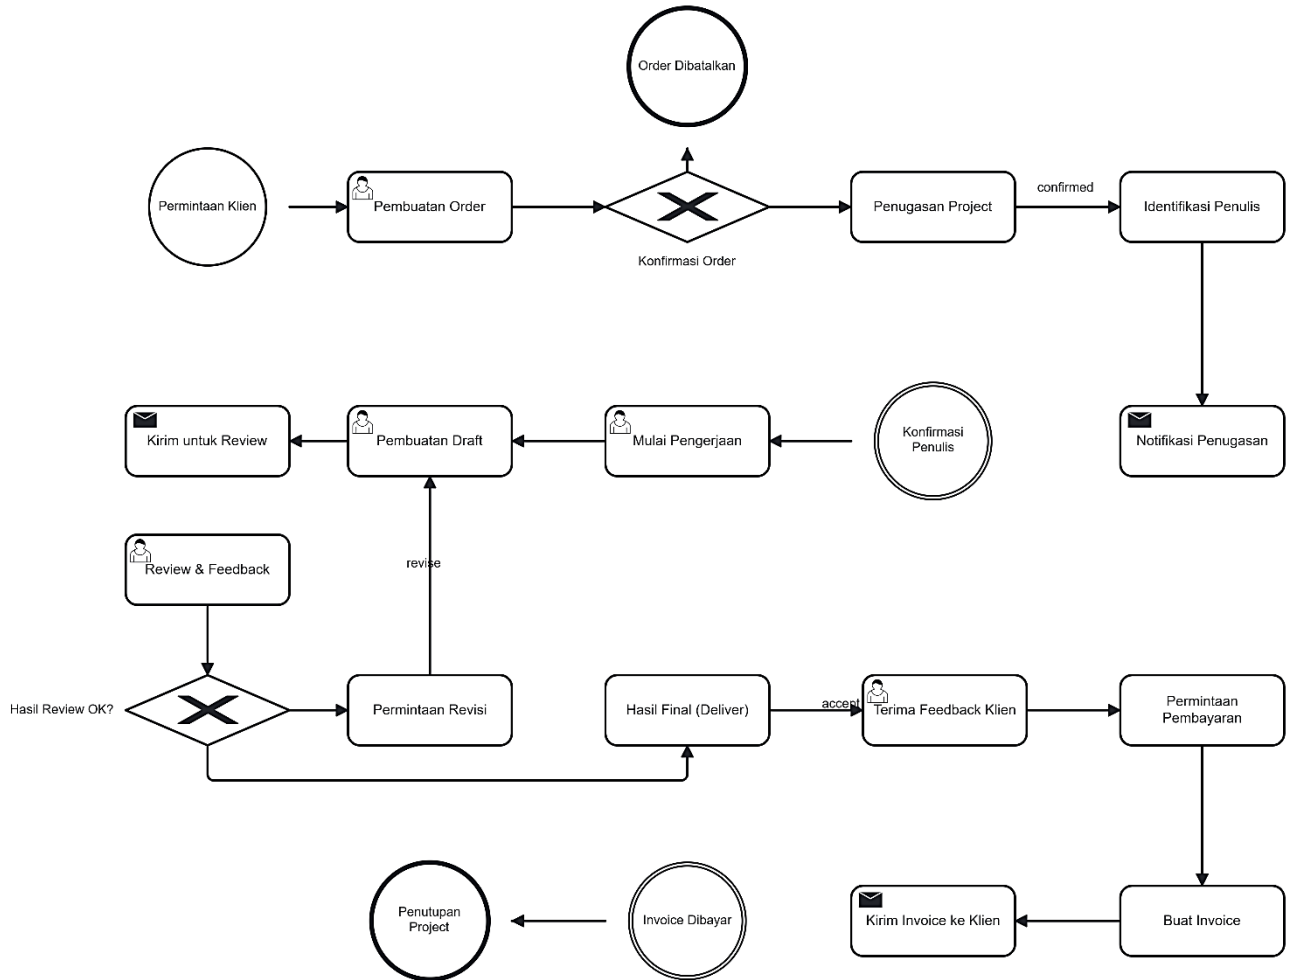 Order Dibatalkan
Permintaan Klien
Pembuatan Order
Konfirmasi Order
Penugasan Project
confirmed
Identifikasi Penulis
Kirim untuk Review
Pembuatan Draft
Mulai Pengerjaan
Konfirmasi
Penulis
Notifikasi Penugasan
Review & Feedback
revise
Hasil Review OK?
Permintaan Revisi
Hasil Final (Deliver)
accept
Terima Feedback Klien
Permintaan
Pembayaran
Penutupan
Project
Invoice Dibayar
Kirim Invoice ke Klien
Buat Invoice